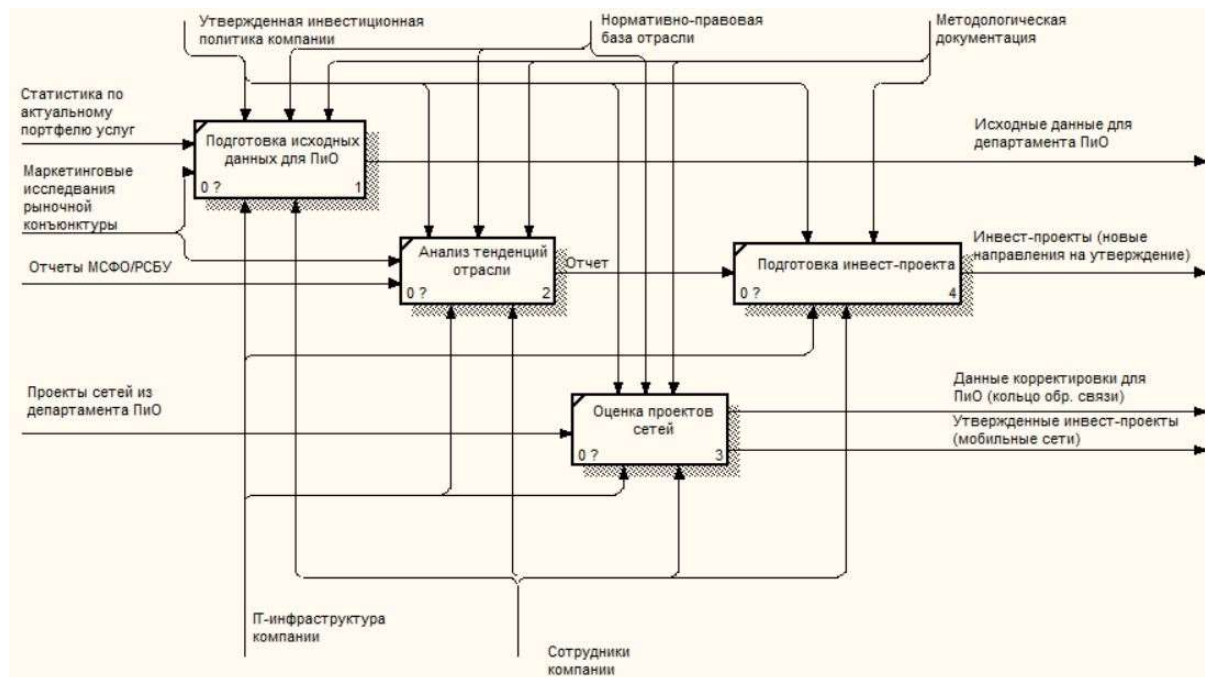 Утвержденная инвестиционная
политика компании
Нормативно-правовая
база отрасли
Методологическая
документация
Статистика по
актуальному
портфелю услуг
Подготовка исходных
данных для ПиО
0 ?
1
Исходные данные для
департамента ПиО
Маркетинговые
исследвания
рыночной
конъюнктуры
Отчеты МСФО/РСБУ
Анализ тенденций
отрасли
0 ?
2
Отчет
Подготовка инвест-проекта
0 ?
4
Инвест-проекты (новые
направления на утверждение)
Проекты сетей из
департамента ПиО
Оценка проектов
сетей
0 ?
3
Данные корректировки для
ПиО (кольцо обр. связи)
Утвержденные инвест-проекты
(мобильные сети)
IT-инфраструктура
компании
Сотрудники
компании